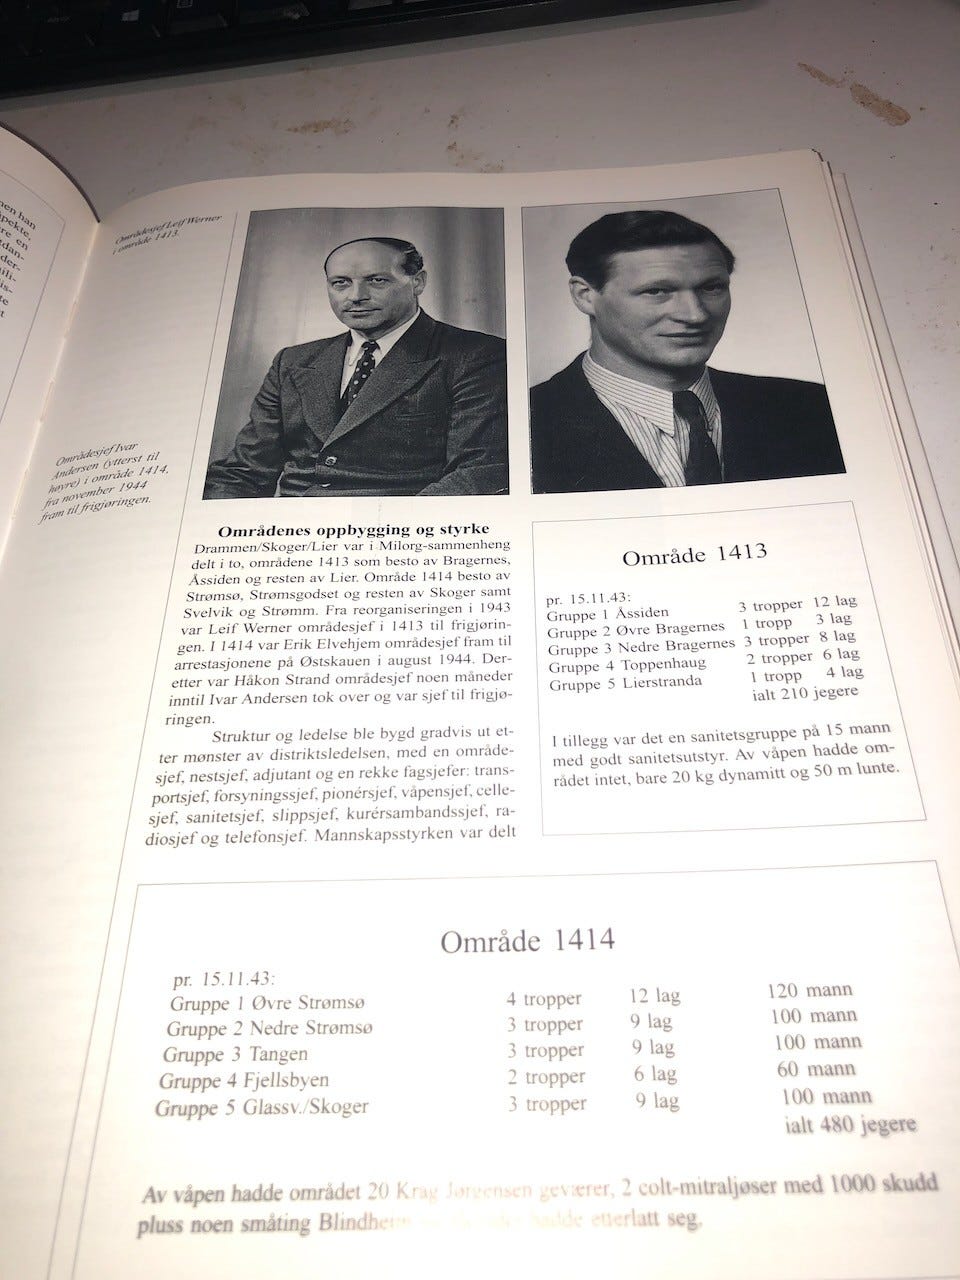 nen han
pekte,
re en
dan-
der-
nili-
is-
te
t
Områdesjef Leif Werner
i område 1413.
Områdesjef Ivar
Andersen (ytterst til
høyre) i område 1414,
fra november 1944
fram til frigjøringen.
Områdenes oppbygging og styrke
Drammen/Skoger/Lier var i Milorg-sammenheng
delt i to, områdene 1413 som besto av Bragernes,
Åssiden og resten av Lier. Område 1414 besto av
Strømsø, Strømsgodset og resten av Skoger samt
Svelvik og Strømm. Fra reorganiseringen i 1943
var Leif Werner områdesjef i 1413 til frigjørin-
gen. I 1414 var Erik Elvehjem områdesjef fram til
arrestasjonene på Østskauen i august 1944. Der-
etter var Håkon Strand områdesjef noen måneder
inntil Ivar Andersen tok over og var sjef til frigjø-
ringen.
Struktur og ledelse ble bygd gradvis ut et-
ter mønster av distriktsledelsen, med en område-
sjef, nestsjef, adjutant og en rekke fagsjefer: trans-
portsjef, forsyningssjef, pionérsjef, våpensjef, celle-
sjef, sanitetsjef, slippsjef, kurérsambandssjef, ra-
diosjef og telefonsjef. Mannskapsstyrken var delt
Område 1413
pr. 15.11.43:
Gruppe 1 Åssiden 3 tropper 12 lag
Gruppe 2 Øvre Bragernes 1 tropp 3 lag
Gruppe 3 Nedre Bragernes 3 tropper 8 lag
Gruppe 4 Toppenhaug 2 tropper 6 lag
Gruppe 5 Lierstranda 1 tropp 4 lag
ialt 210 jegere
I tillegg var det en sanitetsgruppe på 15 mann
med godt sanitetsutstyr. Av våpen hadde om-
rådet intet, bare 20 kg dynamitt og 50 m lunte.
Område 1414
pr. 15.11.43:
Gruppe 1 Øvre Strømsø 4 tropper 12 lag 120 mann
Gruppe 2 Nedre Strømsø 3 tropper 9 lag 100 mann
Gruppe 3 Tangen 3 tropper 9 lag 100 mann
Gruppe 4 Fjellsbyen 2 tropper 6 lag 60 mann
Gruppe 5 Glassv./Skoger 3 tropper 9 lag 100 mann
ialt 480 jegere
Av våpen hadde området 20 Krag Jørgensen geværer, 2 colt-mitraljøser med 1000 skudd
pluss noen småting Blindheim hadde etterlatt seg.